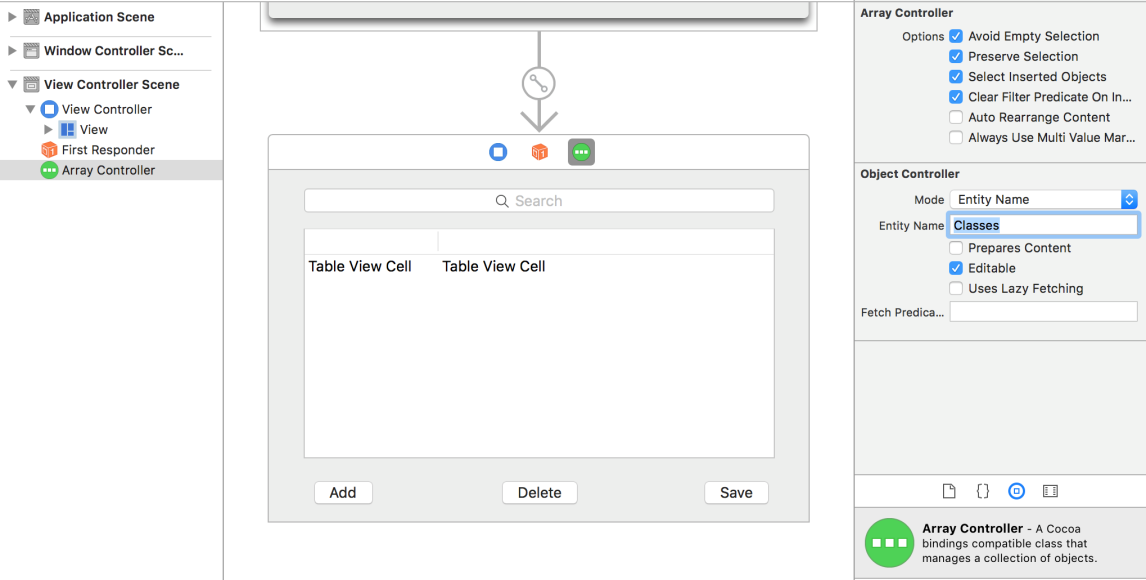 Application Scene
Window Controller Sc...
View Controller Scene
View Controller
View
First Responder
Array Controller
Search
Table View Cell Table View Cell
Add Delete Save
Array Controller
Options Avoid Empty Selection
Preserve Selection
Select Inserted Objects
Clear Filter Predicate On In...
Auto Rearrange Content
Always Use Multi Value Mar...
Object Controller
Mode Entity Name
Entity Name Classes
Prepares Content
Editable
Uses Lazy Fetching
Fetch Predica...
{}
Array Controller - A Cocoa
bindings compatible class that
manages a collection of objects.